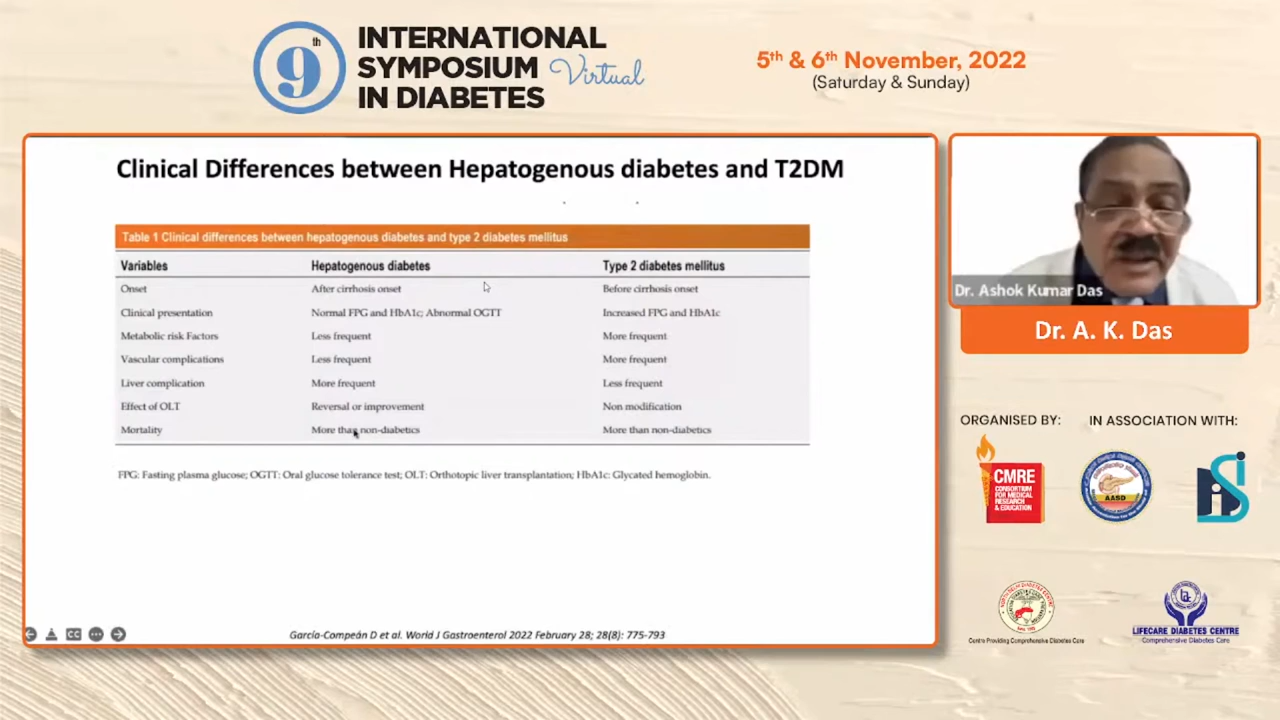 9th
INTERNATIONAL
SYMPOSIUM Virtual
IN DIABETES
5th & 6th November, 2022
(Saturday & Sunday)
Clinical Differences between Hepatogenous diabetes and T2DM
Table 1 Clinical differences between hepatogenous diabetes and type 2 diabetes mellitus
Variables Hepatogenous diabetes Type 2 diabetes mellitus
Onset After cirrhosis onset Before cirrhosis onset
Clinical presentation Normal FPG and HbA1c; Abnormal OGTT Increased FPG and HbA1c
Metabolic risk Factors Less frequent More frequent
Vascular complications Less frequent More frequent
Liver complication More frequent Less frequent
Effect of OLT Reversal or improvement Non modification
Mortality More than non-diabetics More than non-diabetics
FPG: Fasting plasma glucose; OGTT: Oral glucose tolerance test; OLT: Orthotopic liver transplantation; HbA1c: Glycated hemoglobin.
García-Compeán D et al. World J Gastroenterol 2022 February 28; 28(8): 775-793
CC
Dr. Ashok Kumar Das
Dr. A. K. Das
ORGANISED BY: IN ASSOCIATION WITH:
CMRE
CONSORTIUM
FOR MEDICAL
RESEARCH
& EDUCATION
AASD
Centre Providing Comprehensive Diabetes Care
LIFECARE DIABETES CENTRE
Comprehensive Diabetes Care